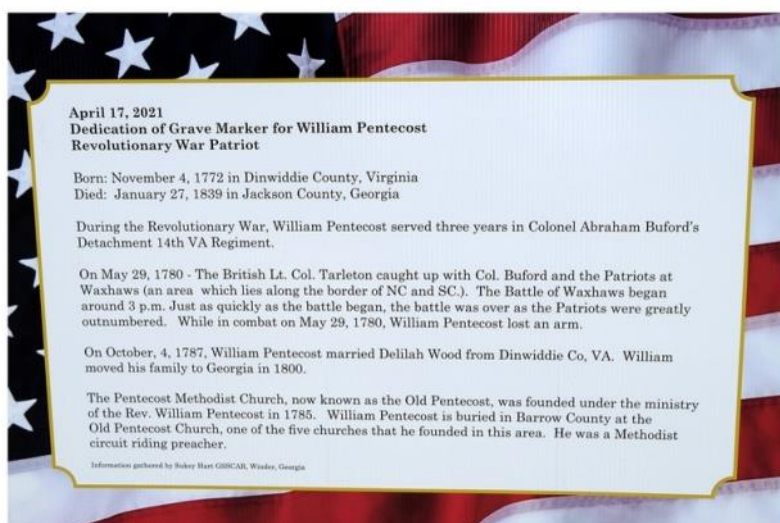 April 17, 2021
Dedication of Grave Marker for William Pentecost
Revolutionary War Patriot
Born: November 4, 1772 in Dinwiddie County, Virginia
Died: January 27, 1839 in Jackson County, Georgia
During the Revolutionary War, William Pentecost served three years in Colonel Abraham Buford's
Detachment 14th VA Regiment.
On May 29, 1780 - The British Lt. Col. Tarleton caught up with Col. Buford and the Patriots at
Waxhaws (an area which lies along the border of NC and SC.). The Battle of Waxhaws began
around 3 p.m. Just as quickly as the battle began, the battle was over as the Patriots were greatly
outnumbered. While in combat on May 29, 1780, William Pentecost lost an arm.
On October, 4, 1787, William Pentecost married Delilah Wood from Dinwiddie Co, VA. William
moved his family to Georgia in 1800.
The Pentecost Methodist Church, now known as the Old Pentecost, was founded under the ministry
of the Rev. William Pentecost in 1785. William Pentecost is buried in Barrow County at the
Old Pentecost Church, one of the five churches that he founded in this area. He was a Methodist
circuit riding preacher.
Information gathered by Sukey Hart GSSCAR, Winder, Georgia